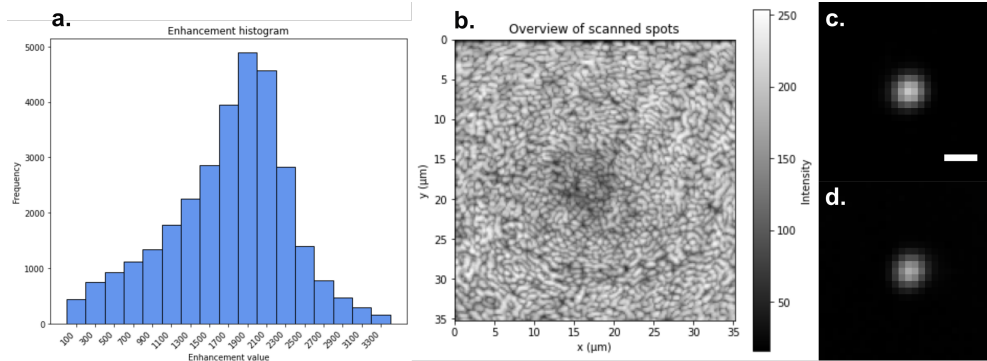 a.
Enhancement histogram
Frequency
5000
4000
3000
2000
1000
0
100 300 500 700 900 1100 1300 1500 1700 1900 2100 2300 2500 2700 2900 3100 3300
Enhancement value
b.
Overview of scanned spots
y (µm)
0
5
10
15
20
25
30
35
0 5 10 15 20 25 30 35
x (µm)
250
200
150
100
50
Intensity
c.
d.